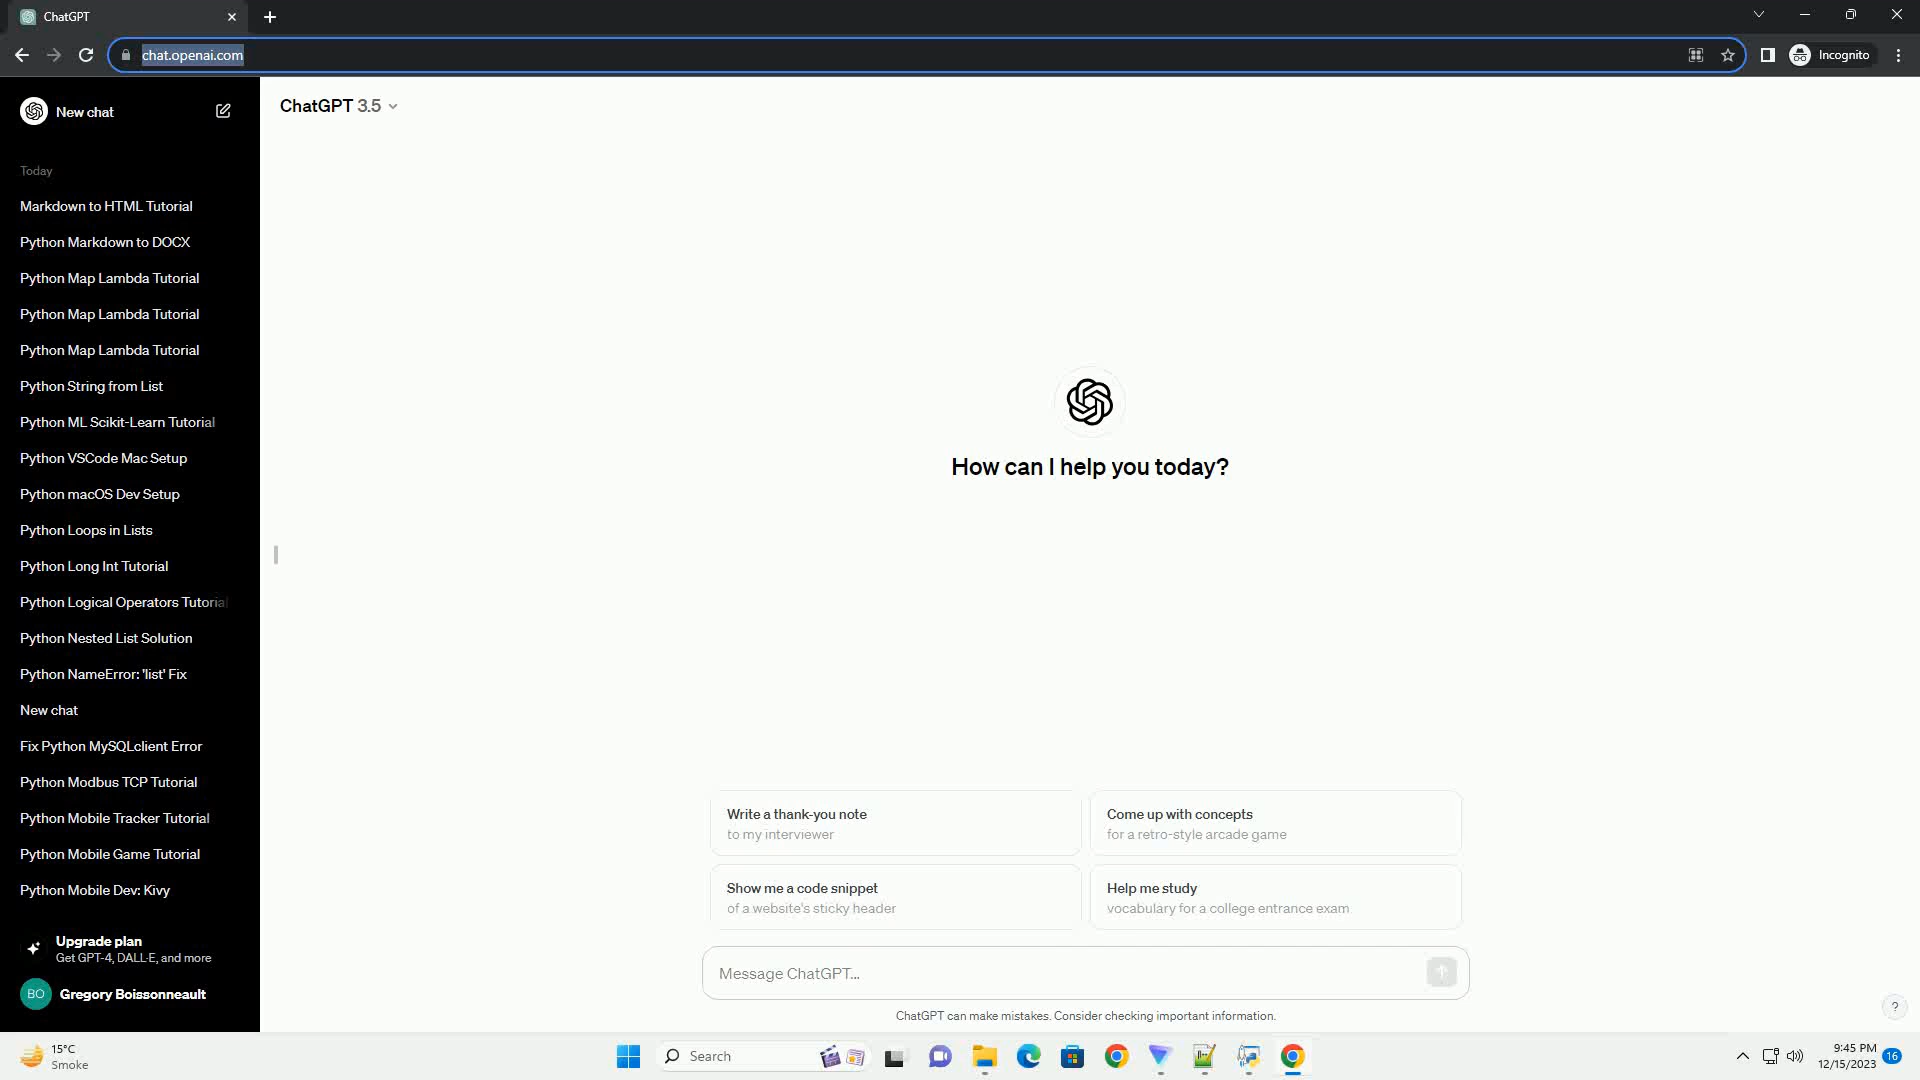 ChatGPT
chat.openai.com
Incognito
New chat
ChatGPT 3.5
Today
Markdown to HTML Tutorial
Python Markdown to DOCX
Python Map Lambda Tutorial
Python Map Lambda Tutorial
Python Map Lambda Tutorial
Python String from List
Python ML Scikit-Learn Tutorial
Python VSCode Mac Setup
Python macOS Dev Setup
Python Loops in Lists
Python Long Int Tutorial
Python Logical Operators Tutorial
Python Nested List Solution
Python NameError: 'list' Fix
New chat
Fix Python MySQLclient Error
Python Modbus TCP Tutorial
Python Mobile Tracker Tutorial
Python Mobile Game Tutorial
Python Mobile Dev: Kivy
Upgrade plan
Get GPT-4, DALL·E, and more
BO
Gregory Boissonneault
How can I help you today?
Write a thank-you note
to my interviewer
Come up with concepts
for a retro-style arcade game
Show me a code snippet
of a website's sticky header
Help me study
vocabulary for a college entrance exam
Message ChatGPT...
ChatGPT can make mistakes. Consider checking important information.
?
15°C
Smoke
Search
9:45 PM
12/15/2023
16